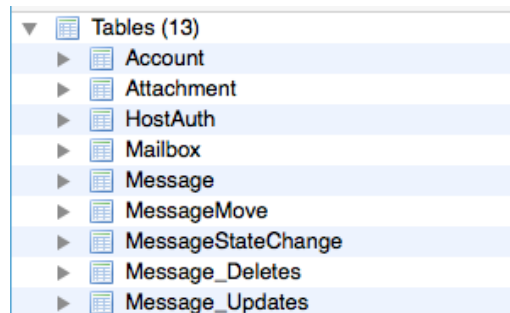 Tables (13)
Account
Attachment
HostAuth
Mailbox
Message
MessageMove
MessageStateChange
Message_Deletes
Message_Updates